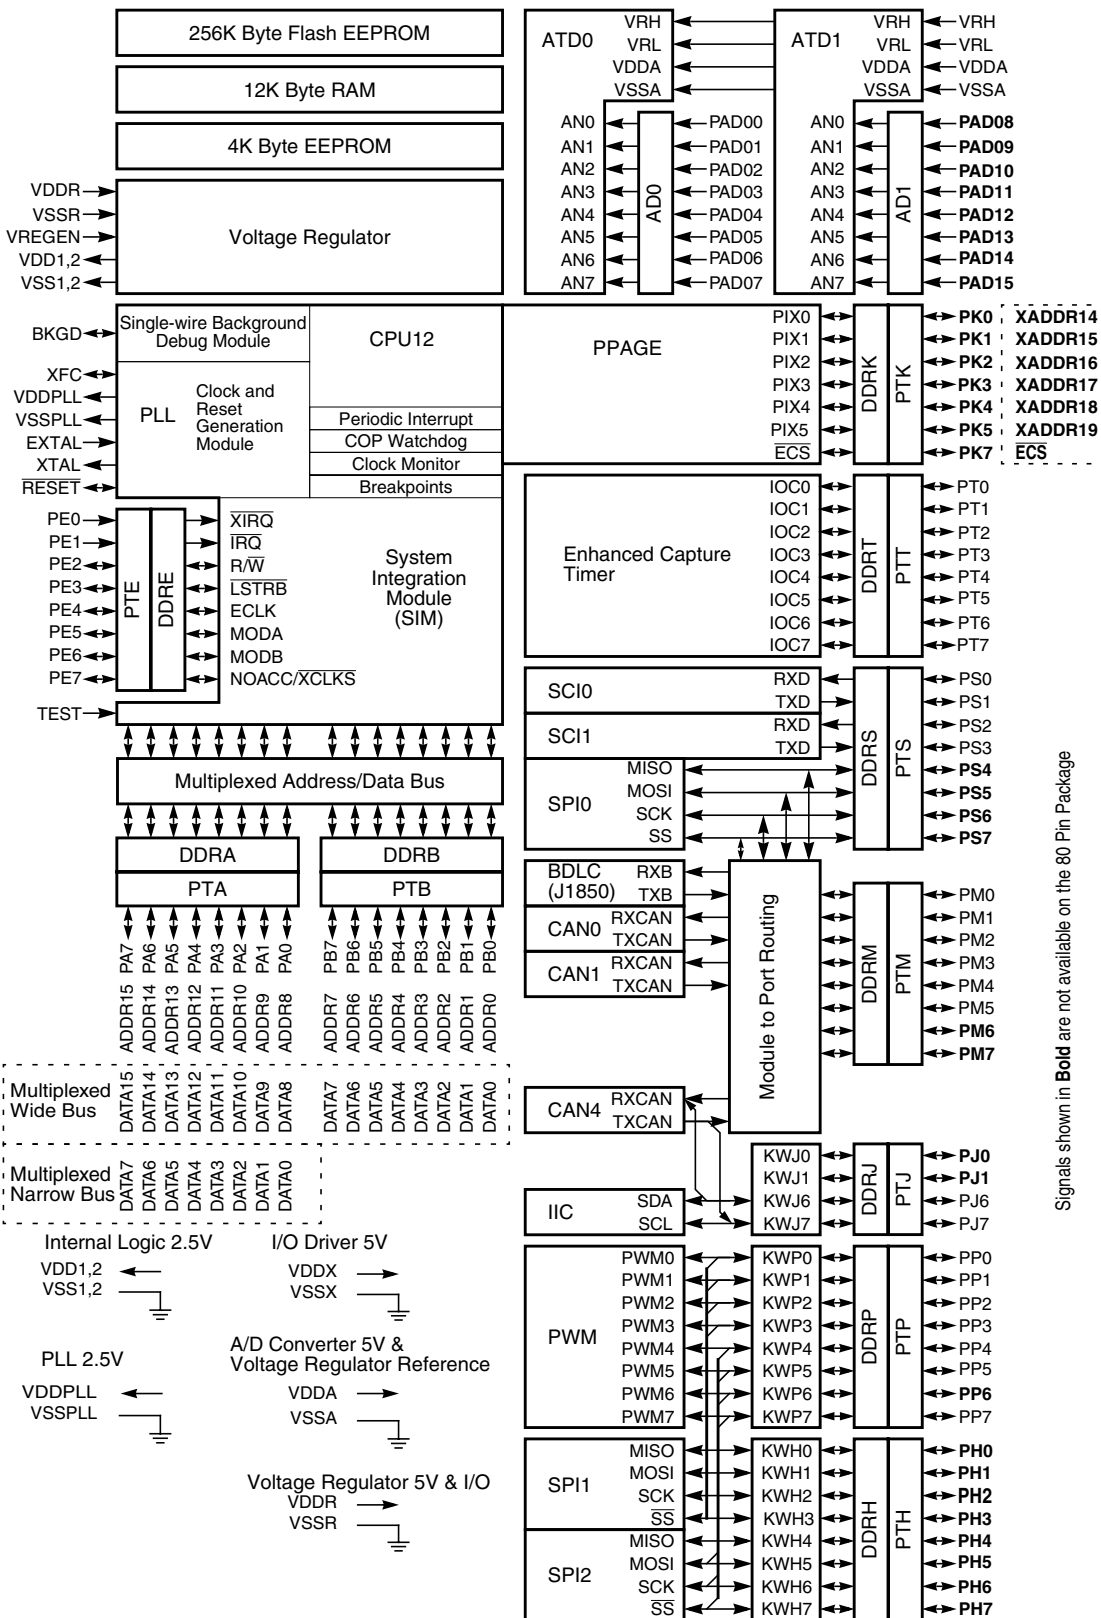 256K Byte Flash EEPROM
12K Byte RAM
4K Byte EEPROM
VDDR
VSSR
VREGEN
VDD1,2
VSS1,2
Voltage Regulator
ATD0
VRH
VRL
VDDA
VSSA
AN0
AN1
AN2
AN3
AN4
AN5
AN6
AN7
AD0
PAD00
PAD01
PAD02
PAD03
PAD04
PAD05
PAD06
PAD07
ATD1
VRH
VRL
VDDA
VSSA
VRH
VRL
VDDA
VSSA
AN0
AN1
AN2
AN3
AN4
AN5
AN6
AN7
AD1
PAD08
PAD09
PAD10
PAD11
PAD12
PAD13
PAD14
PAD15
BKGD
XFC
VDDPLL
VSSPLL
EXTAL
XTAL
RESET
Single-wire Background
Debug Module
CPU12
PLL
Clock and
Reset
Generation
Module
Periodic Interrupt
COP Watchdog
Clock Monitor
Breakpoints
PPAGE
PIX0
PIX1
PIX2
PIX3
PIX4
PIX5
ECS
DDRK
PTK
PK0 XADDR14
PK1 XADDR15
PK2 XADDR16
PK3 XADDR17
PK4 XADDR18
PK5 XADDR19
PK7 ECS
PE0
PE1
PE2
PE3
PE4
PE5
PE6
PE7
TEST
PTE
DDRE
XIRQ
IRQ
R/W
LSTRB
ECLK
MODA
MODB
NOACC/XCLKS
System
Integration
Module
(SIM)
Enhanced Capture
Timer
IOC0
IOC1
IOC2
IOC3
IOC4
IOC5
IOC6
IOC7
DDRT
PTT
PT0
PT1
PT2
PT3
PT4
PT5
PT6
PT7
SCI0
RXD
TXD
SCI1
RXD
TXD
SPI0
MISO
MOSI
SCK
SS
DDRS
PTS
PS0
PS1
PS2
PS3
PS4
PS5
PS6
PS7
Multiplexed Address/Data Bus
DDRA
DDRB
PTA
PTB
PA7
PA6
PA5
PA4
PA3
PA2
PA1
PA0
PB7
PB6
PB5
PB4
PB3
PB2
PB1
PB0
ADDR15
ADDR14
ADDR13
ADDR12
ADDR11
ADDR10
ADDR9
ADDR8
ADDR7
ADDR6
ADDR5
ADDR4
ADDR3
ADDR2
ADDR1
ADDR0
Multiplexed
Wide Bus
DATA15
DATA14
DATA13
DATA12
DATA11
DATA10
DATA9
DATA8
DATA7
DATA6
DATA5
DATA4
DATA3
DATA2
DATA1
DATA0
Multiplexed
Narrow Bus
DATA7
DATA6
DATA5
DATA4
DATA3
DATA2
DATA1
DATA0
BDLC
(J1850)
RXB
TXB
CAN0
RXCAN
TXCAN
CAN1
RXCAN
TXCAN
CAN4
RXCAN
TXCAN
Module to Port Routing
DDRM
PTM
PM0
PM1
PM2
PM3
PM4
PM5
PM6
PM7
IIC
SDA
SCL
KWJ0
KWJ1
KWJ6
KWJ7
DDRJ
PTJ
PJ0
PJ1
PJ6
PJ7
PWM
PWM0
PWM1
PWM2
PWM3
PWM4
PWM5
PWM6
PWM7
KWP0
KWP1
KWP2
KWP3
KWP4
KWP5
KWP6
KWP7
DDRP
PTP
PP0
PP1
PP2
PP3
PP4
PP5
PP6
PP7
SPI1
MISO
MOSI
SCK
SS
SPI2
MISO
MOSI
SCK
SS
KWH0
KWH1
KWH2
KWH3
KWH4
KWH5
KWH6
KWH7
DDRH
PTH
PH0
PH1
PH2
PH3
PH4
PH5
PH6
PH7
Internal Logic 2.5V
VDD1,2
VSS1,2
I/O Driver 5V
VDDX
VSSX
PLL 2.5V
VDDPLL
VSSPLL
A/D Converter 5V &
Voltage Regulator Reference
VDDA
VSSA
Voltage Regulator 5V & I/O
VDDR
VSSR
Signals shown in Bold are not available on the 80 Pin Package